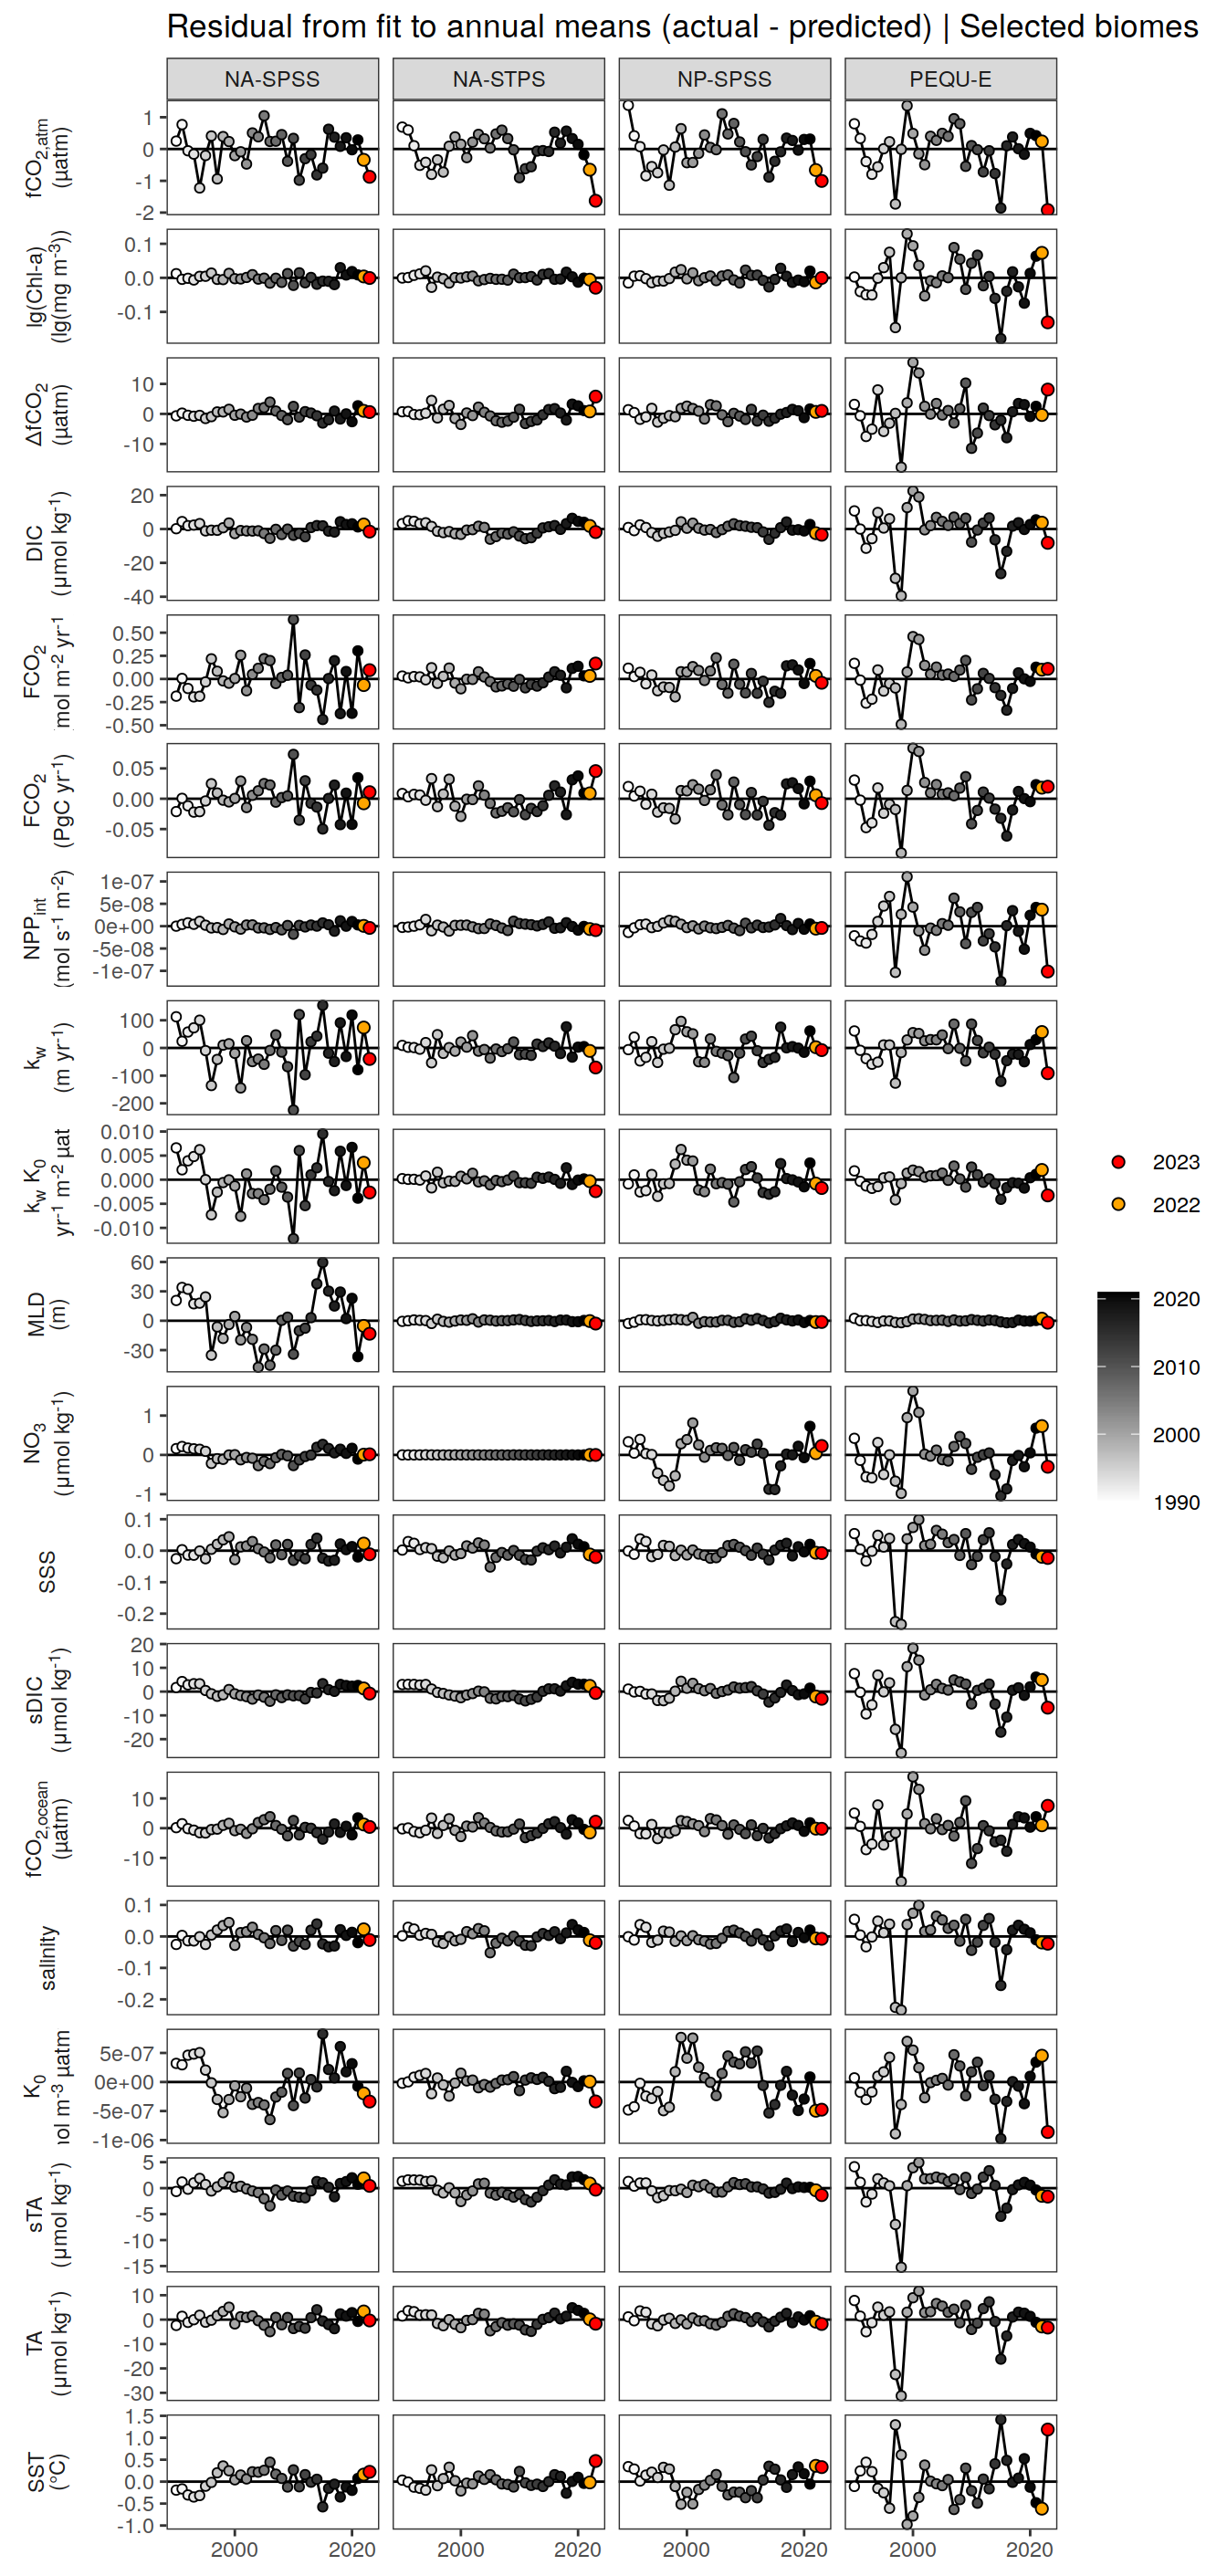 Residual from fit to annual means (actual - predicted) | Selected biomes
NA-SPSS NA-STPS NP-SPSS PEQU-E
fCO2,atm
(µatm)
1
0
-1
-2
lg(Chl-a)
(lg(mg m-3))
0.1
0.0
-0.1
ΔfCO2
(µatm)
10
0
-10
DIC
(µmol kg-1)
20
0
-20
-40
FCO2
mol m-2 yr-1
0.50
0.25
0.00
-0.25
-0.50
FCO2
(PgC yr-1)
0.05
0.00
-0.05
NPPint
(mol s-1 m-2)
1e-07
5e-08
0e+00
-5e-08
-1e-07
kw
(m yr-1)
100
0
-100
-200
kw K0
yr-1 m-2 µat
0.010
0.005
0.000
-0.005
-0.010
2023
2022
MLD
(m)
60
30
0
-30
2020
2010
2000
1990
NO3
(µmol kg-1)
1
0
-1
SSS
0.1
0.0
-0.1
-0.2
sDIC
(µmol kg-1)
20
10
0
-10
-20
fCO2,ocean
(µatm)
10
0
-10
salinity
0.1
0.0
-0.1
-0.2
K0
ol m-3 µatm
5e-07
0e+00
-5e-07
-1e-06
sTA
(µmol kg-1)
5
0
-5
-10
-15
TA
(µmol kg-1)
10
0
-10
-20
-30
SST
(°C)
1.5
1.0
0.5
0.0
-0.5
-1.0
2000 2020 2000 2020 2000 2020 2000 2020